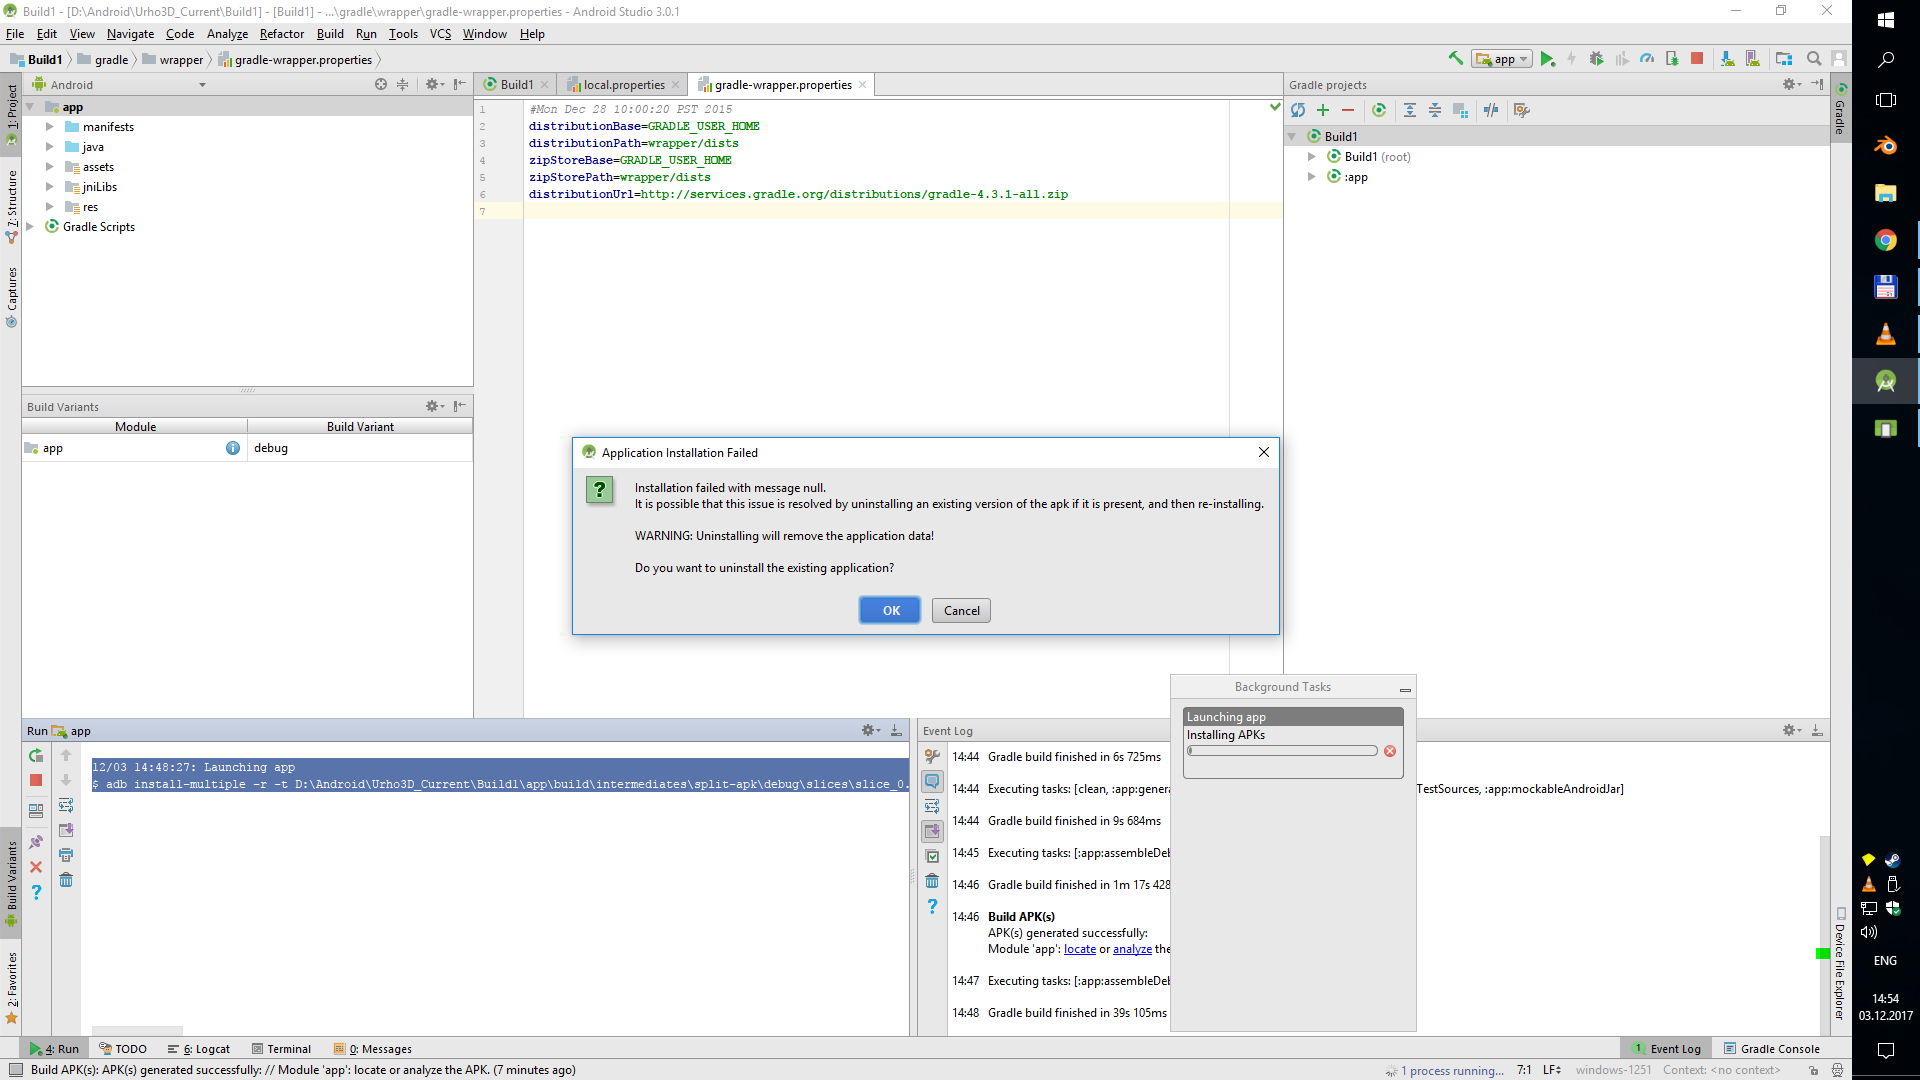 Build1 - [D:\Android\Urho3D_Current\Build1] - [Build1] - ...\gradle\wrapper\gradle-wrapper.properties - Android Studio 3.0.1
File Edit View Navigate Code Analyze Refactor Build Run Tools VCS Window Help
Build1 gradle wrapper gradle-wrapper.properties
app
Android
Build1 local.properties gradle-wrapper.properties
Gradle projects
1: Project
7: Structure
Captures
Build Variants
2: Favorites
app
manifests
java
assets
jniLibs
res
Gradle Scripts
1 #Mon Dec 28 10:00:20 PST 2015
2 distributionBase=GRADLE_USER_HOME
3 distributionPath=wrapper/dists
4 zipStoreBase=GRADLE_USER_HOME
5 zipStorePath=wrapper/dists
6 distributionUrl=http://services.gradle.org/distributions/gradle-4.3.1-all.zip
7
Build1
Build1 (root)
:app
Gradle
Build Variants
Module Build Variant
app debug
Application Installation Failed
Installation failed with message null.
It is possible that this issue is resolved by uninstalling an existing version of the apk if it is present, and then re-installing.
WARNING: Uninstalling will remove the application data!
Do you want to uninstall the existing application?
OK Cancel
Background Tasks
Launching app
Installing APKs
Run app
12/03 14:48:27: Launching app
$ adb install-multiple -r -t D:\Android\Urho3D_Current\Build1\app\build\intermediates\split-apk\debug\slices\slice_0.
Event Log
14:44 Gradle build finished in 6s 725ms
14:44 Executing tasks: [clean, :app:genera TestSources, :app:mockableAndroidJar]
14:44 Gradle build finished in 9s 684ms
14:45 Executing tasks: [:app:assembleDeb
14:46 Gradle build finished in 1m 17s 428
14:46 Build APK(s)
APK(s) generated successfully:
Module 'app': locate or analyze the
14:47 Executing tasks: [:app:assembleDeb
14:48 Gradle build finished in 39s 105ms
Device File Explorer
4: Run TODO 6: Logcat Terminal 0: Messages
1 Event Log Gradle Console
Build APK(s): APK(s) generated successfully: // Module 'app': locate or analyze the APK. (7 minutes ago)
1 process running... 7:1 LF windows-1251 Context: <no context>
ENG
14:54
03.12.2017